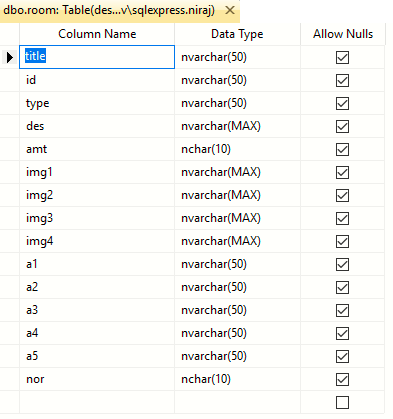 dbo.room: Table(des...v\sqlexpress.niraj) ✕
Column Name Data Type Allow Nulls
title nvarchar(50)
id nvarchar(50)
type nvarchar(50)
des nvarchar(MAX)
amt nchar(10)
img1 nvarchar(MAX)
img2 nvarchar(MAX)
img3 nvarchar(MAX)
img4 nvarchar(MAX)
a1 nvarchar(50)
a2 nvarchar(50)
a3 nvarchar(50)
a4 nvarchar(50)
a5 nvarchar(50)
nor nchar(10)